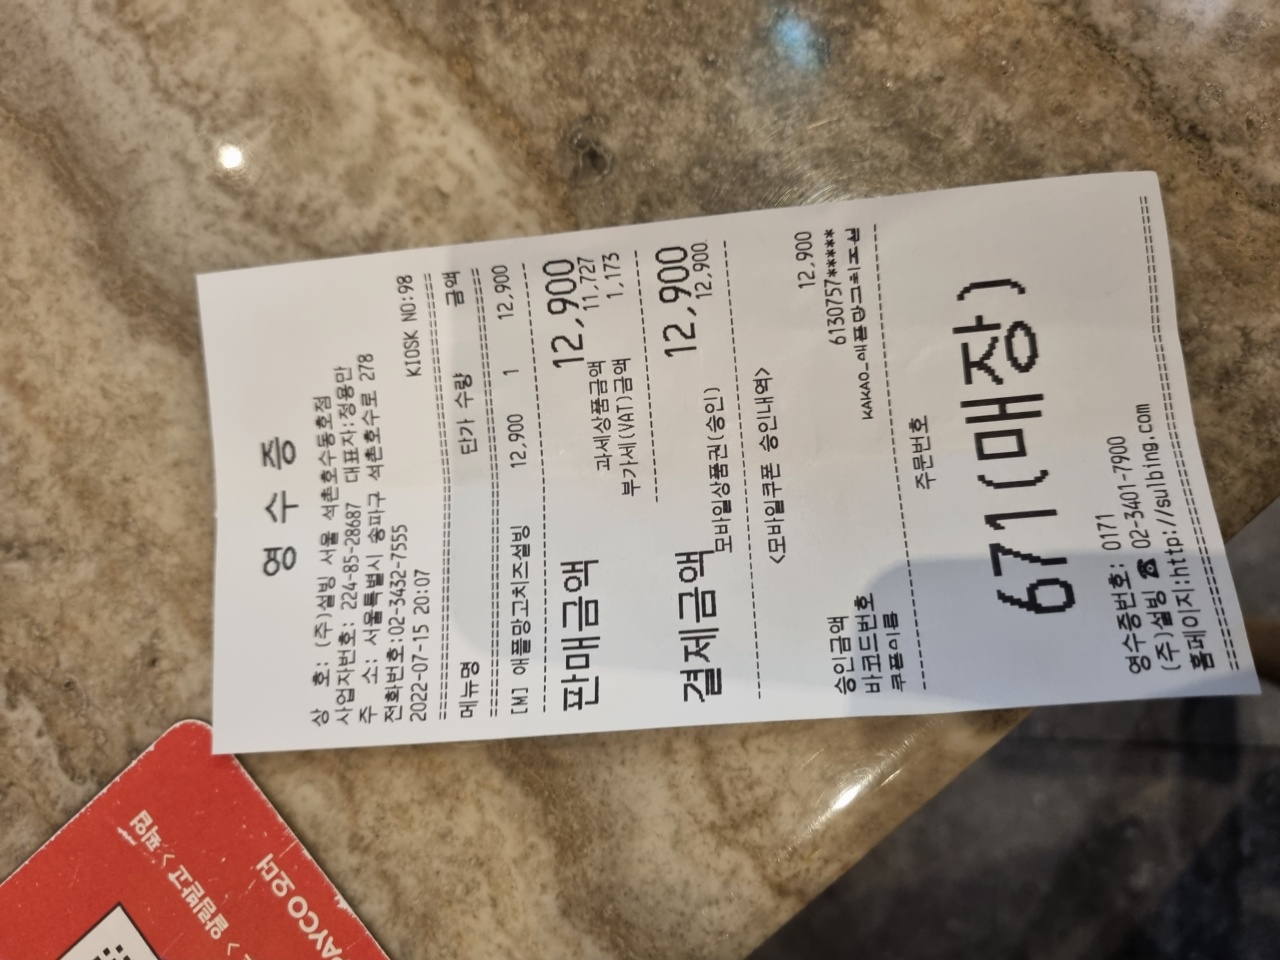 영 수 증
상 호: (주)설빙 서울 석촌호수동호점
사업자번호: 224-85-28687 대표자:정용만
주 소: 서울특별시 송파구 석촌호수로 278
전화번호:02-3432-7555
2022-07-15 20:07 KIOSK NO:98
메뉴명 단가 수량 금액
[M] 애플망고치즈설빙 12,900 1 12,900
판매금액 12,900
과세상품금액 11,727
부가세(VAT)금액 1,173
결제금액 12,900
모바일상품권(승인) 12,900
<모바일쿠폰 승인내역>
승인금액 12,900
바코드번호 6130757*****
쿠폰이름 KAKAO_애플망고치즈설
주문번호
671(매장)
영수증번호: 0171
(주)설빙 ☎ 02-3401-7900
홈페이지:http://sulbing.com
PAYCO